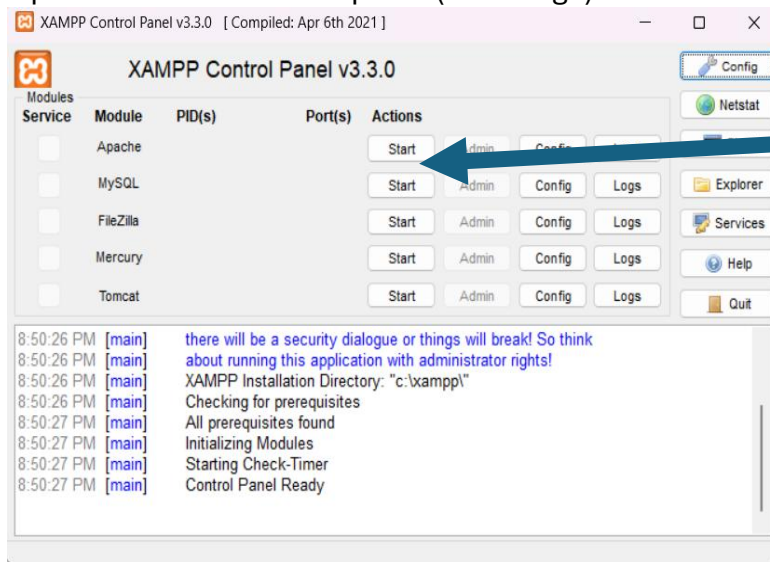 XAMPP Control Panel v3.3.0 [ Compiled: Apr 6th 2021 ]
XAMPP Control Panel v3.3.0
Config
Modules
Service Module PID(s) Port(s) Actions
Netstat
Apache Start Admin Config
MySQL Start Admin Config Logs
Explorer
FileZilla Start Admin Config Logs
Services
Mercury Start Admin Config Logs
Help
Tomcat Start Admin Config Logs
Quit
8:50:26 PM [main] there will be a security dialogue or things will break! So think
8:50:26 PM [main] about running this application with administrator rights!
8:50:26 PM [main] XAMPP Installation Directory: "c:\xampp\"
8:50:26 PM [main] Checking for prerequisites
8:50:27 PM [main] All prerequisites found
8:50:27 PM [main] Initializing Modules
8:50:27 PM [main] Starting Check-Timer
8:50:27 PM [main] Control Panel Ready